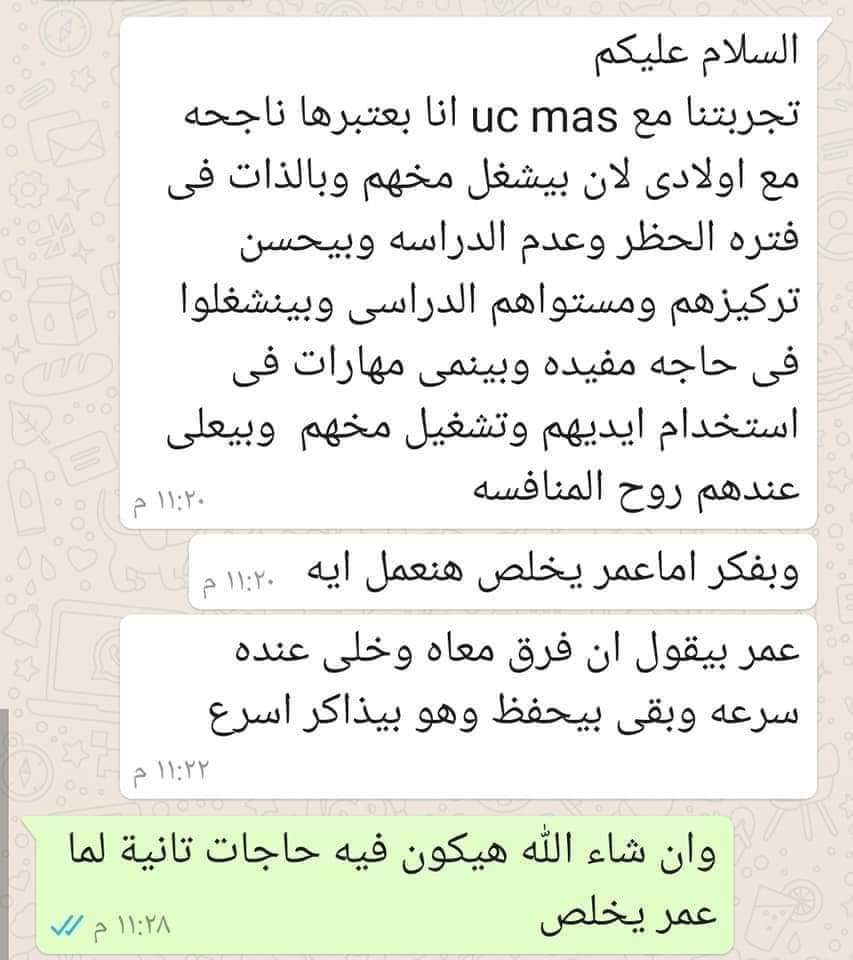 السلام عليكم
تجربتنا مع uc mas انا بعتبرها ناجحه
مع اولادى لان بيشغل مخهم وبالذات فى
فتره الحظر وعدم الدراسه وبيحسن
تركيزهم ومستواهم الدراسى وبينشغلوا
فى حاجه مفيده وبينمى مهارات فى
استخدام ايديهم وتشغيل مخهم وبيعلى
عندهم روح المنافسه
١١:٢٠ م
وبفكر اماعمر يخلص هنعمل ايه
١١:٢٠ م
عمر بيقول ان فرق معاه وخلى عنده
سرعه وبقى بيحفظ وهو بيذاكر اسرع
١١:٢٢ م
وان شاء الله هيكون فيه حاجات تانية لما
عمر يخلص
١١:٢٨ م